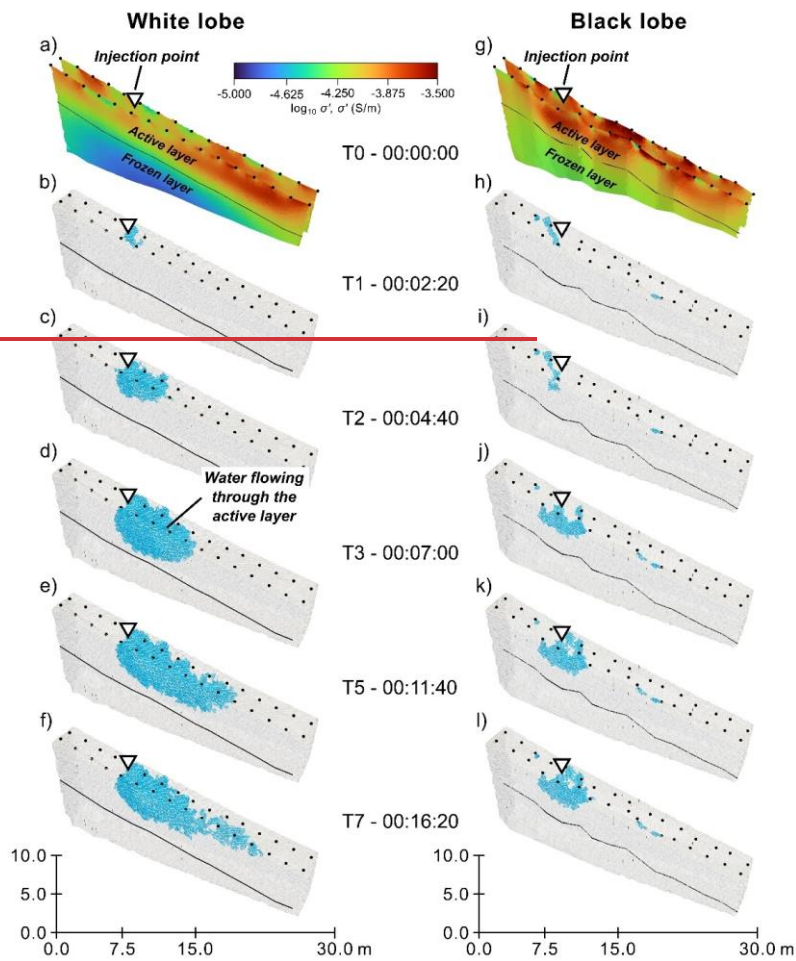 White lobe
Black lobe
a)
Injection point
-5.000 -4.625 -4.250 -3.875 -3.500
log10 σ', σ' (S/m)
Active layer
Frozen layer
T0 - 00:00:00
g)
Injection point
Active layer
Frozen layer
b)
T1 - 00:02:20
h)
c)
T2 - 00:04:40
i)
d)
Water flowing
through the
active layer
T3 - 00:07:00
j)
e)
T5 - 00:11:40
k)
f)
T7 - 00:16:20
l)
10.0
5.0
0.0
0.0 7.5 15.0 30.0 m
10.0
5.0
0.0
0.0 7.5 15.0 30.0 m